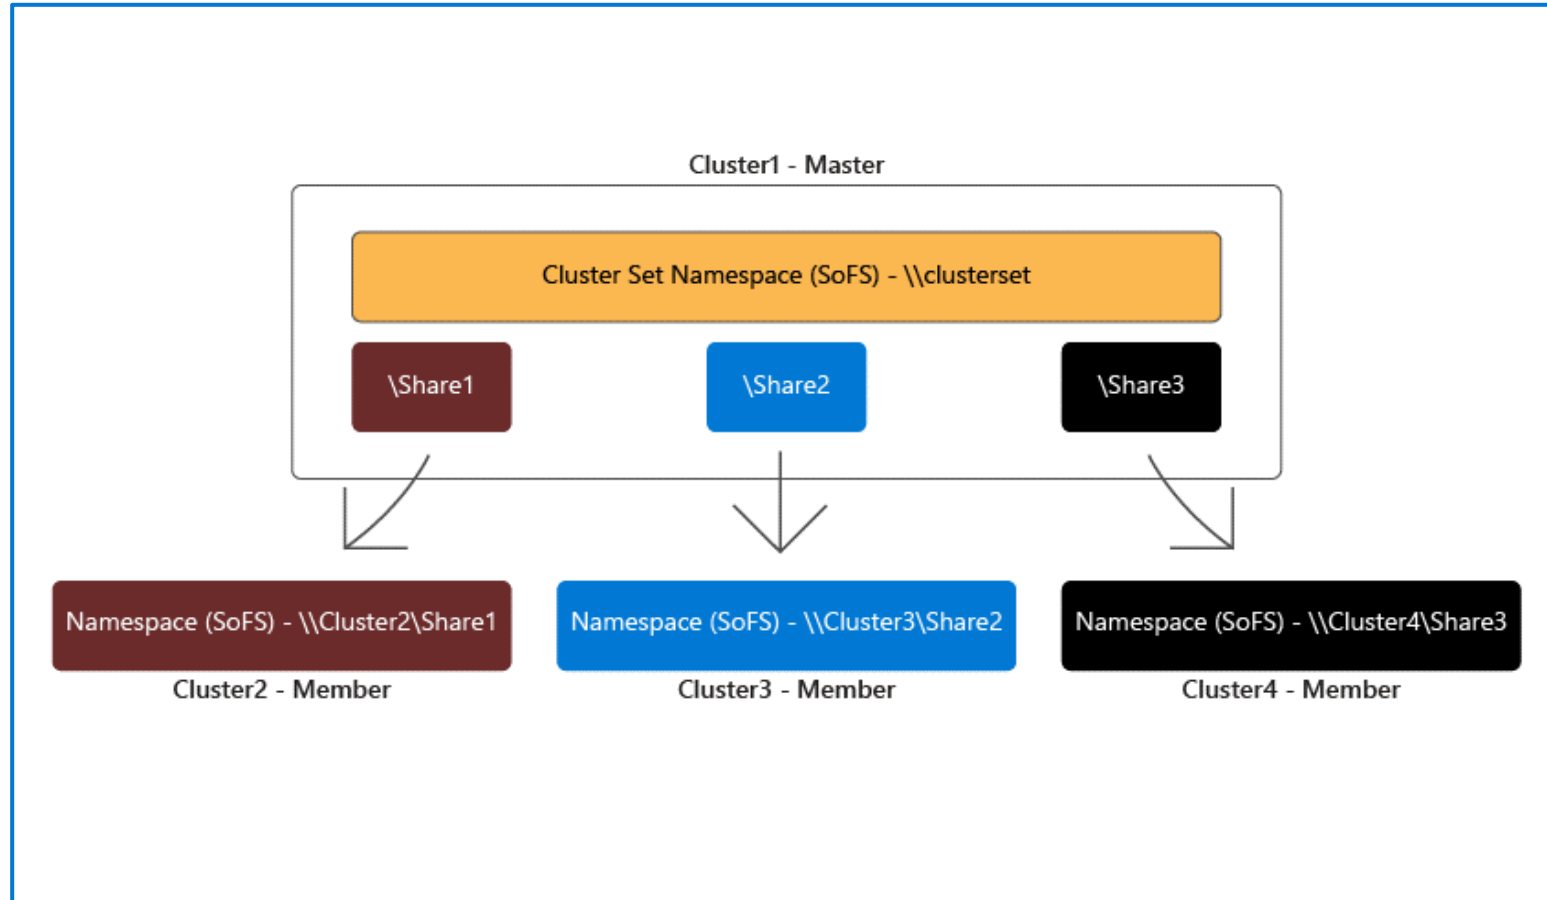 Cluster1 - Master
Cluster Set Namespace (SoFS) - \\clusterset
\Share1
\Share2
\Share3
Namespace (SoFS) - \\Cluster2\Share1
Namespace (SoFS) - \\Cluster3\Share2
Namespace (SoFS) - \\Cluster4\Share3
Cluster2 - Member
Cluster3 - Member
Cluster4 - Member